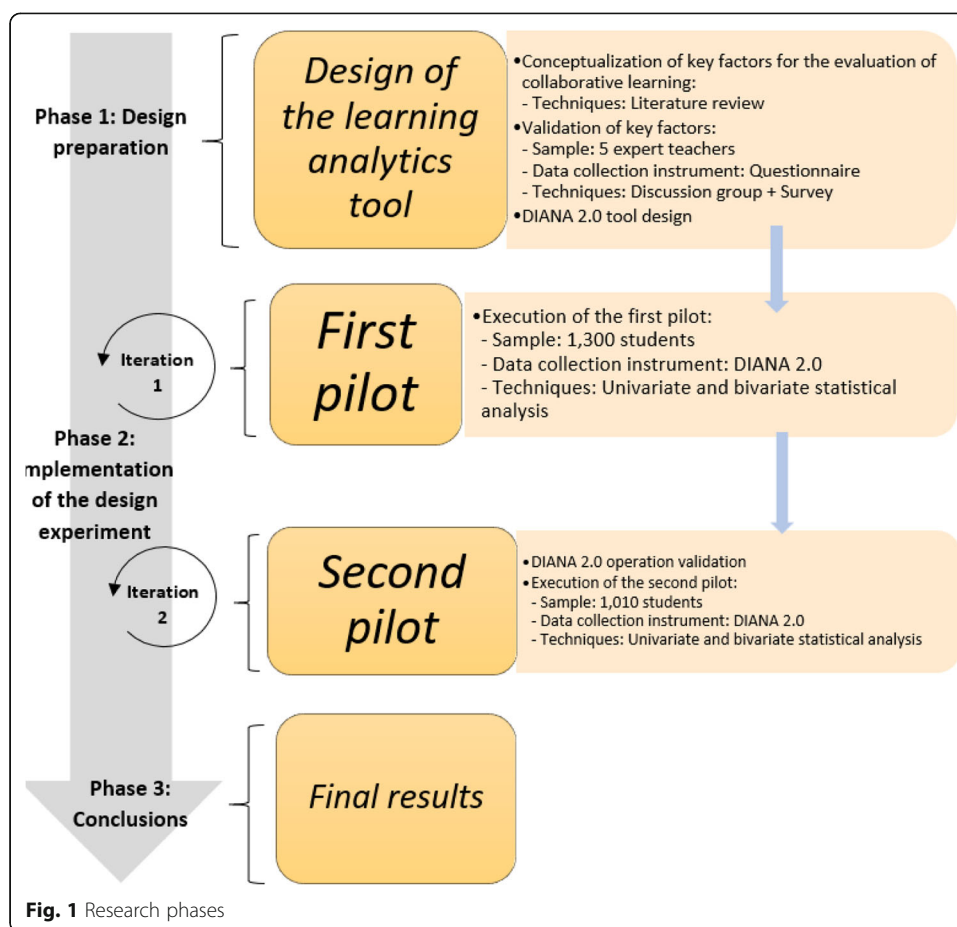 Phase 1: Design
preparation
Design of
the learning
analytics
tool
•Conceptualization of key factors for the evaluation of
collaborative learning:
- Techniques: Literature review
•Validation of key factors:
- Sample: 5 expert teachers
- Data collection instrument: Questionnaire
- Techniques: Discussion group + Survey
•DIANA 2.0 tool design
Iteration
1
First
pilot
•Execution of the first pilot:
- Sample: 1,300 students
- Data collection instrument: DIANA 2.0
- Techniques: Univariate and bivariate statistical
analysis
Phase 2:
mplementation
of the design
experiment
Iteration
2
Second
pilot
•DIANA 2.0 operation validation
•Execution of the second pilot:
- Sample: 1,010 students
- Data collection instrument: DIANA 2.0
- Techniques: Univariate and bivariate statistical analysis
Phase 3:
Conclusions
Final results
Fig. 1 Research phases